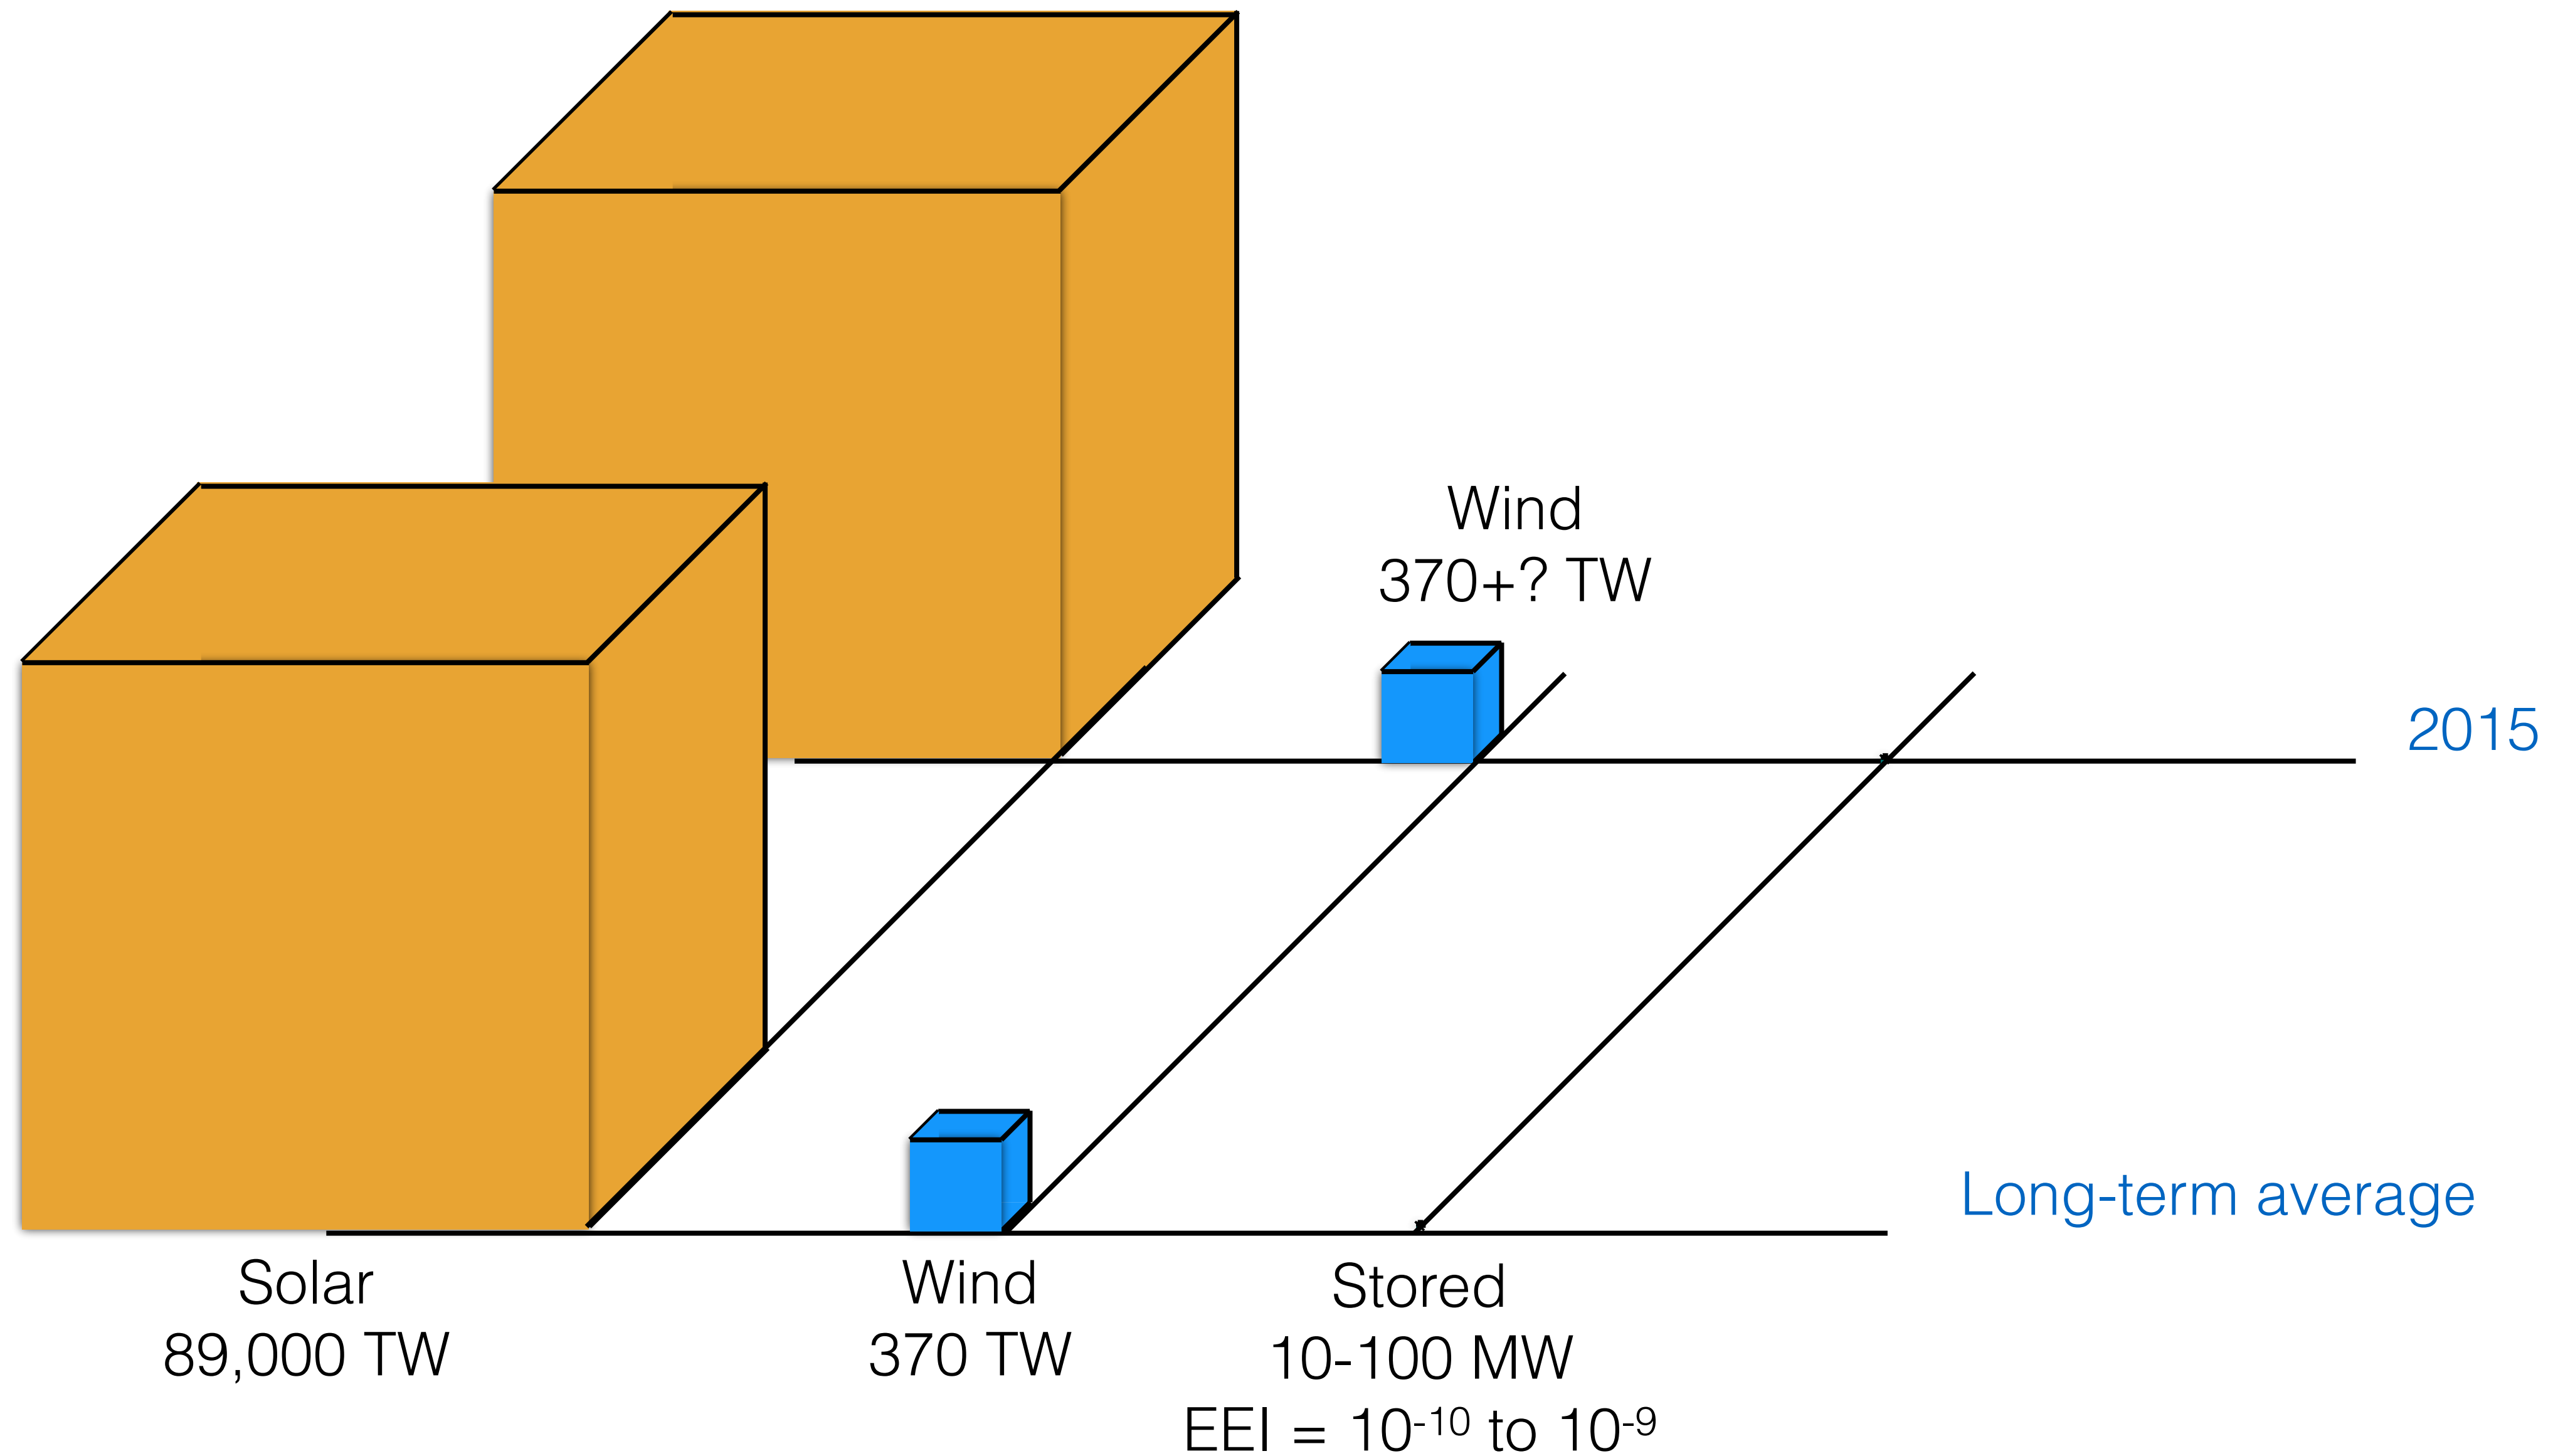 Wind
370+? TW
2015
Long-term average
Solar
89,000 TW
Wind
370 TW
Stored
10-100 MW
EEI = 10⁻¹⁰ to 10⁻⁹